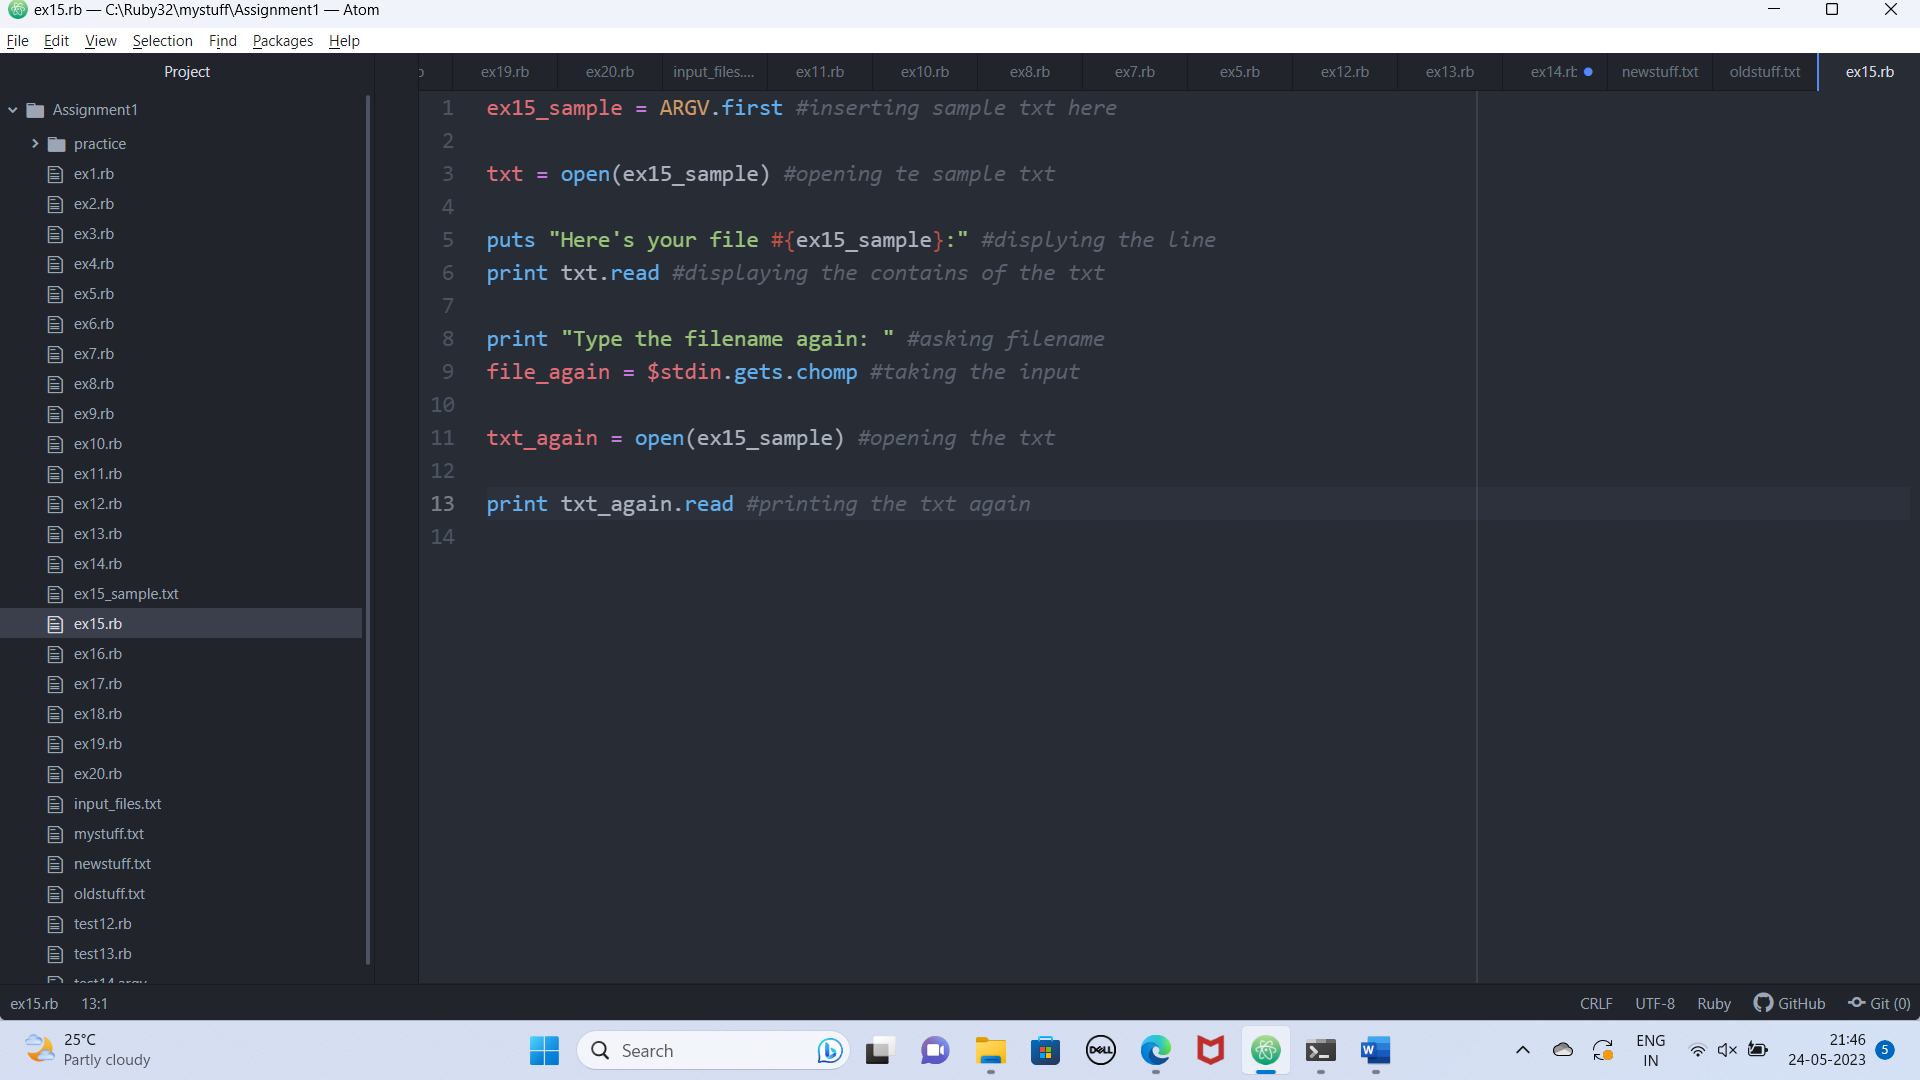 ex15.rb — C:\Ruby32\mystuff\Assignment1 — Atom
File Edit View Selection Find Packages Help
Project
ex19.rb ex20.rb input_files.... ex11.rb ex10.rb ex8.rb ex7.rb ex5.rb ex12.rb ex13.rb ex14.rb newstuff.txt oldstuff.txt ex15.rb
Assignment1
practice
ex1.rb
ex2.rb
ex3.rb
ex4.rb
ex5.rb
ex6.rb
ex7.rb
ex8.rb
ex9.rb
ex10.rb
ex11.rb
ex12.rb
ex13.rb
ex14.rb
ex15_sample.txt
ex15.rb
ex16.rb
ex17.rb
ex18.rb
ex19.rb
ex20.rb
input_files.txt
mystuff.txt
newstuff.txt
oldstuff.txt
test12.rb
test13.rb
1 ex15_sample = ARGV.first #inserting sample txt here
2
3 txt = open(ex15_sample) #opening te sample txt
4
5 puts "Here's your file #{ex15_sample}:" #displying the line
6 print txt.read #displaying the contains of the txt
7
8 print "Type the filename again: " #asking filename
9 file_again = $stdin.gets.chomp #taking the input
10
11 txt_again = open(ex15_sample) #opening the txt
12
13 print txt_again.read #printing the txt again
14
ex15.rb 13:1 CRLF UTF-8 Ruby GitHub Git (0)
25°C
Partly cloudy
Search
DELL
W
ENG
IN
21:46
24-05-2023
5